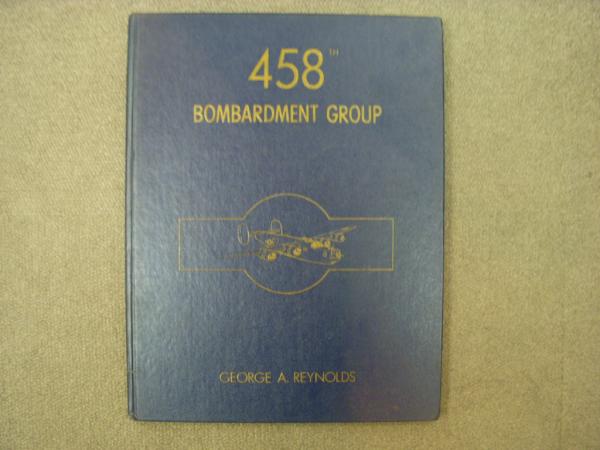 458TH
BOMBARDMENT GROUP
GEORGE A. REYNOLDS